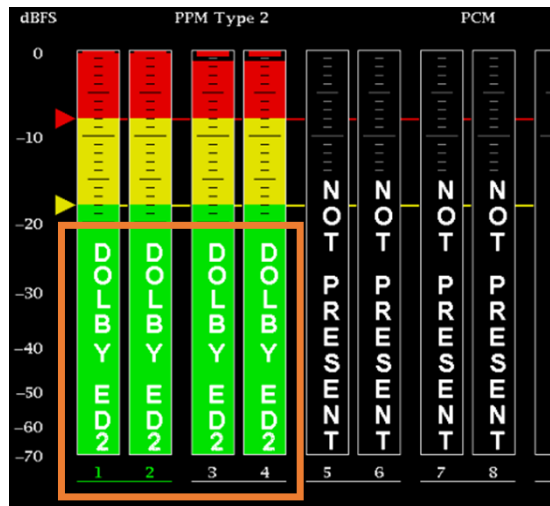 dBFS PPM Type 2 PCM
0
-10
-20
-30
-40
-50
-60
-70
DOLBY ED2
DOLBY ED2
DOLBY ED2
DOLBY ED2
NOT PRESENT
NOT PRESENT
NOT PRESENT
NOT PRESENT
1 2 3 4 5 6 7 8